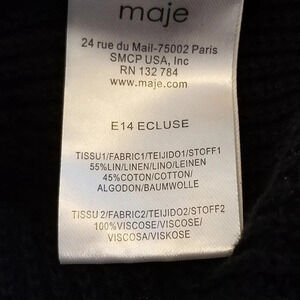 maje
24 rue du Mail-75002 Paris
SMCP USA, Inc
RN 132 784
www.maje.com
E14 ECLUSE
TISSU1/FABRIC1/TEJIDO1/STOFF1
55%LIN/LINEN/LINO/LEINEN
45%COTON/COTTON/
ALGODON/BAUMWOLLE
TISSU2/FABRIC2/TEJIDO2/STOFF2
100%VISCOSE/VISCOSE/
VISCOSA/VISKOSE